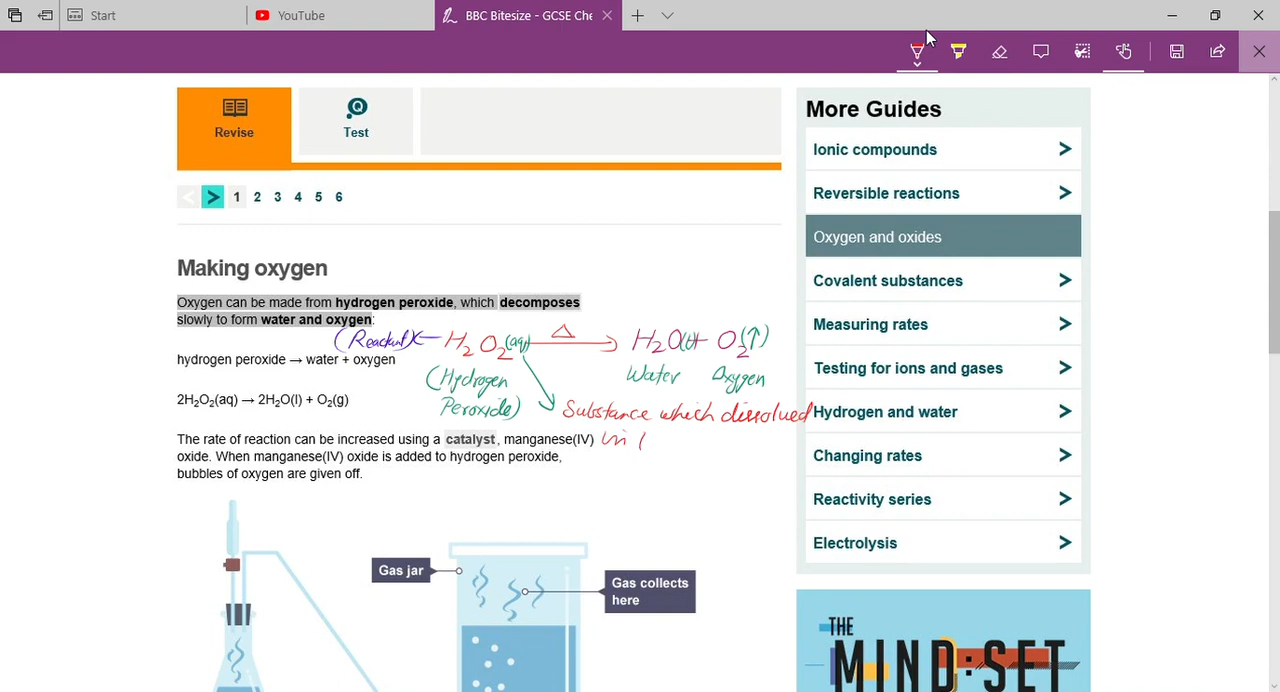 Start
YouTube
BBC Bitesize - GCSE Che
Revise
Test
1 2 3 4 5 6
Making oxygen
Oxygen can be made from hydrogen peroxide, which decomposes
slowly to form water and oxygen:
(Reactant) H₂O₂(aq) Δ → H₂O(l) + O₂(↑)
hydrogen peroxide → water + oxygen
(Hydrogen Peroxide)
Water
Oxygen
2H₂O₂(aq) → 2H₂O(l) + O₂(g)
Substance which dissolved
in (
The rate of reaction can be increased using a catalyst, manganese(IV)
oxide. When manganese(IV) oxide is added to hydrogen peroxide,
bubbles of oxygen are given off.
Gas jar
Gas collects
here
More Guides
Ionic compounds
Reversible reactions
Oxygen and oxides
Covalent substances
Measuring rates
Testing for ions and gases
Hydrogen and water
Changing rates
Reactivity series
Electrolysis
THE
MIND:SET